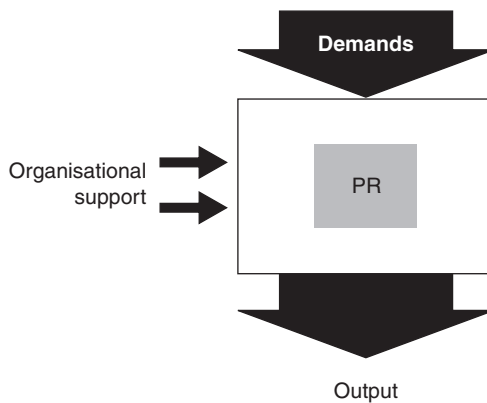 Demands
Organisational
support
PR
Output